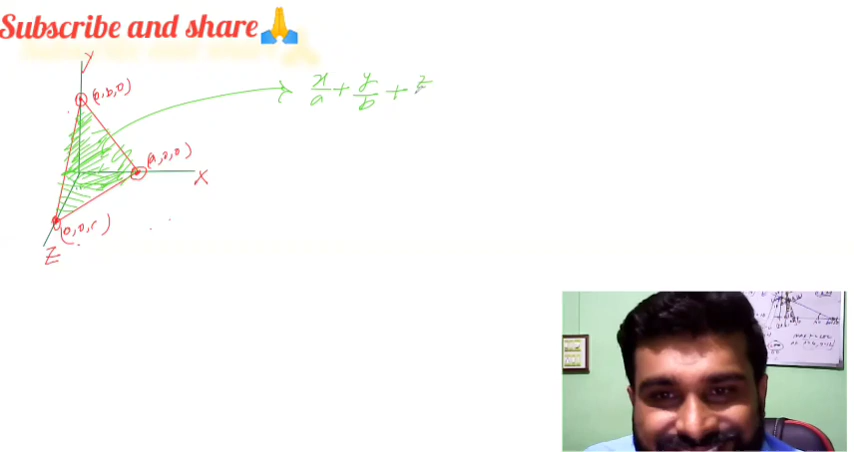 Subscribe and share🙏
Y
(0,b,0)
x/a + y/b + z
(a,0,0)
X
(0,0,c)
Z